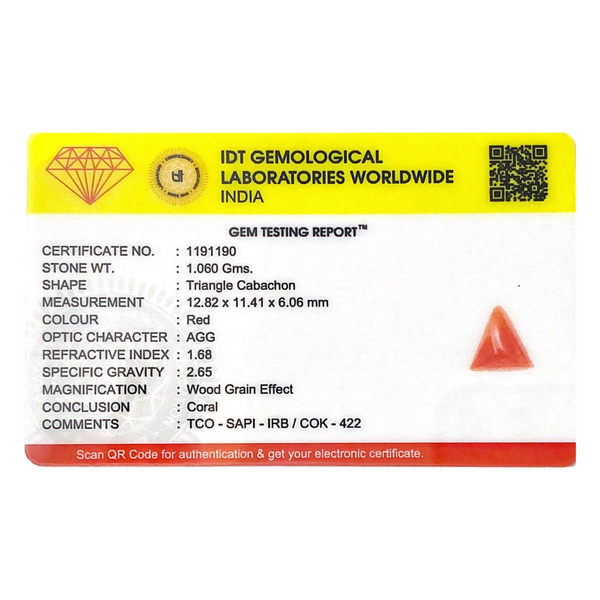 IDT GEMOLOGICAL
LABORATORIES WORLDWIDE
INDIA
GEM TESTING REPORT™
CERTIFICATE NO. : 1191190
STONE WT. : 1.060 Gms.
SHAPE : Triangle Cabachon
MEASUREMENT : 12.82 x 11.41 x 6.06 mm
COLOUR : Red
OPTIC CHARACTER : AGG
REFRACTIVE INDEX : 1.68
SPECIFIC GRAVITY : 2.65
MAGNIFICATION : Wood Grain Effect
CONCLUSION : Coral
COMMENTS : TCO - SAPI - IRB / COK - 422
Scan QR Code for authentication & get your electronic certificate.